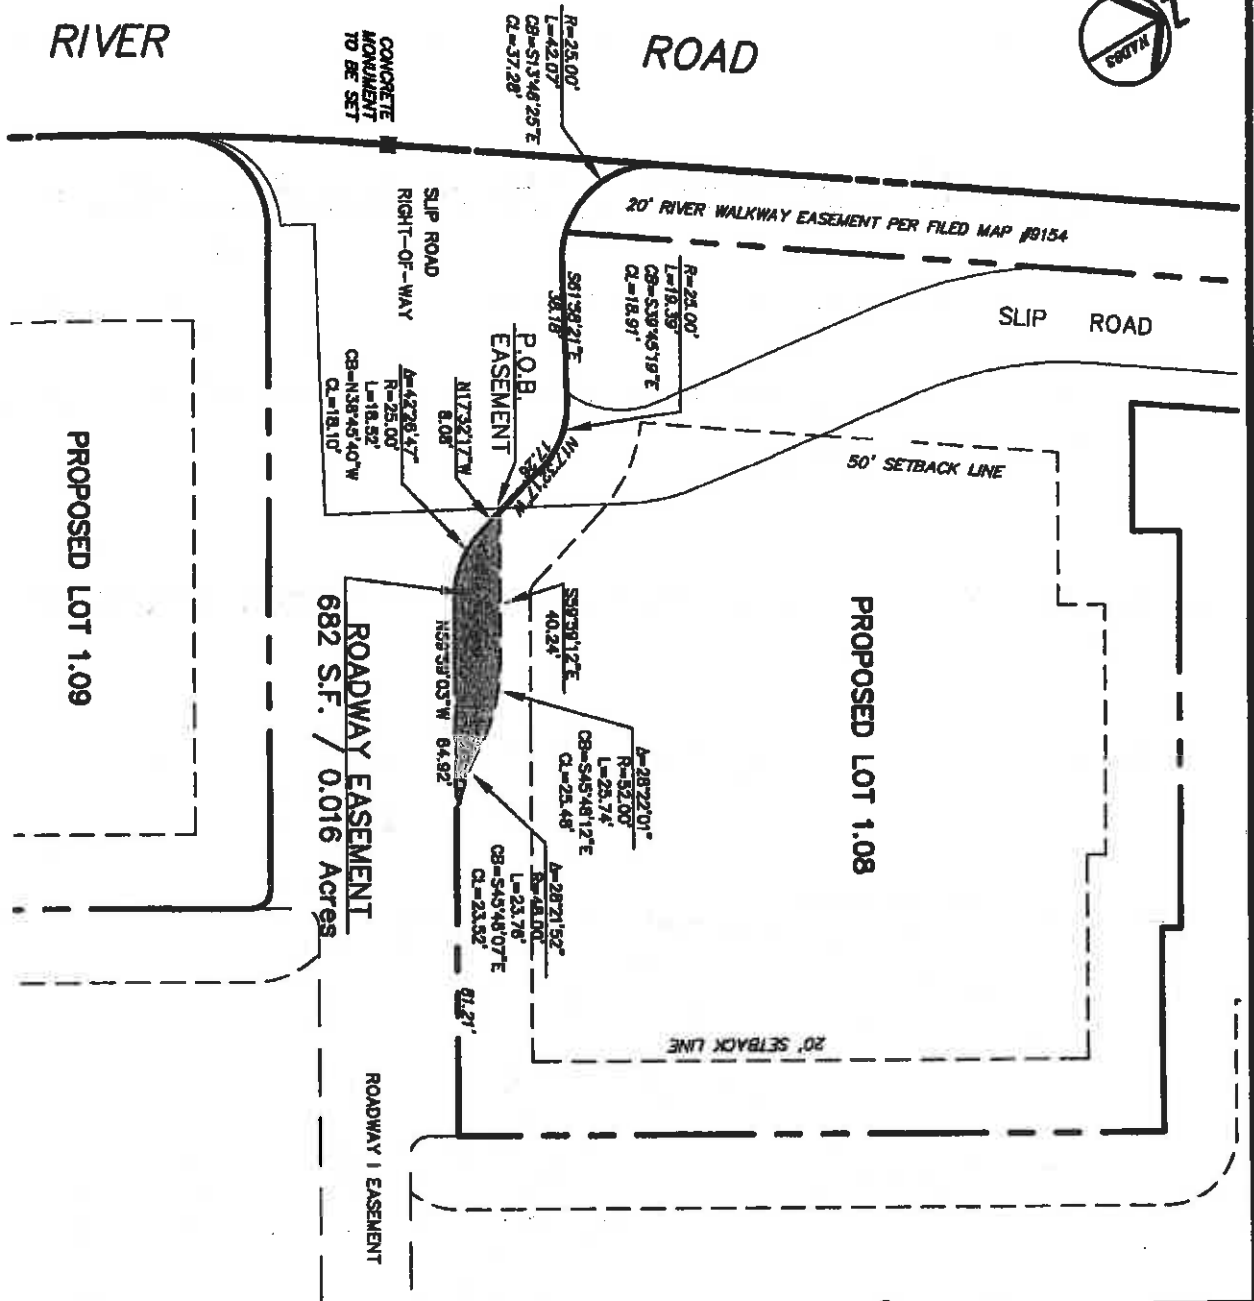 RIVER
ROAD
NAD83
CONCRETE
MONUMENT
TO BE SET
R=25.00'
L=42.07'
CB=S13°46'25"E
CL=37.28'
20' RIVER WALKWAY EASEMENT PER FILED MAP #9154
SLIP ROAD
RIGHT-OF-WAY
S61°58'21"E
38.18'
R=25.00'
L=19.39'
CB=S39°45'19"E
CL=18.91'
SLIP ROAD
P.O.B.
EASEMENT
N17°32'17"W
8.08'
N17°32'17"W
17.29'
Δ=42°26'47"
R=25.00'
L=18.52'
CB=N38°45'40"W
CL=18.10'
50' SETBACK LINE
PROPOSED LOT 1.09
PROPOSED LOT 1.08
S59°59'12"E
40.24'
N59°59'03"W 64.92'
ROADWAY EASEMENT
682 S.F. / 0.016 Acres
Δ=28°22'01"
R=52.00'
L=25.74'
CB=S45°48'12"E
CL=25.48'
Δ=28°21'52"
R=48.00'
L=23.76'
CB=S45°48'07"E
CL=23.52'
81.21'
20' SETBACK LINE
ROADWAY I EASEMENT